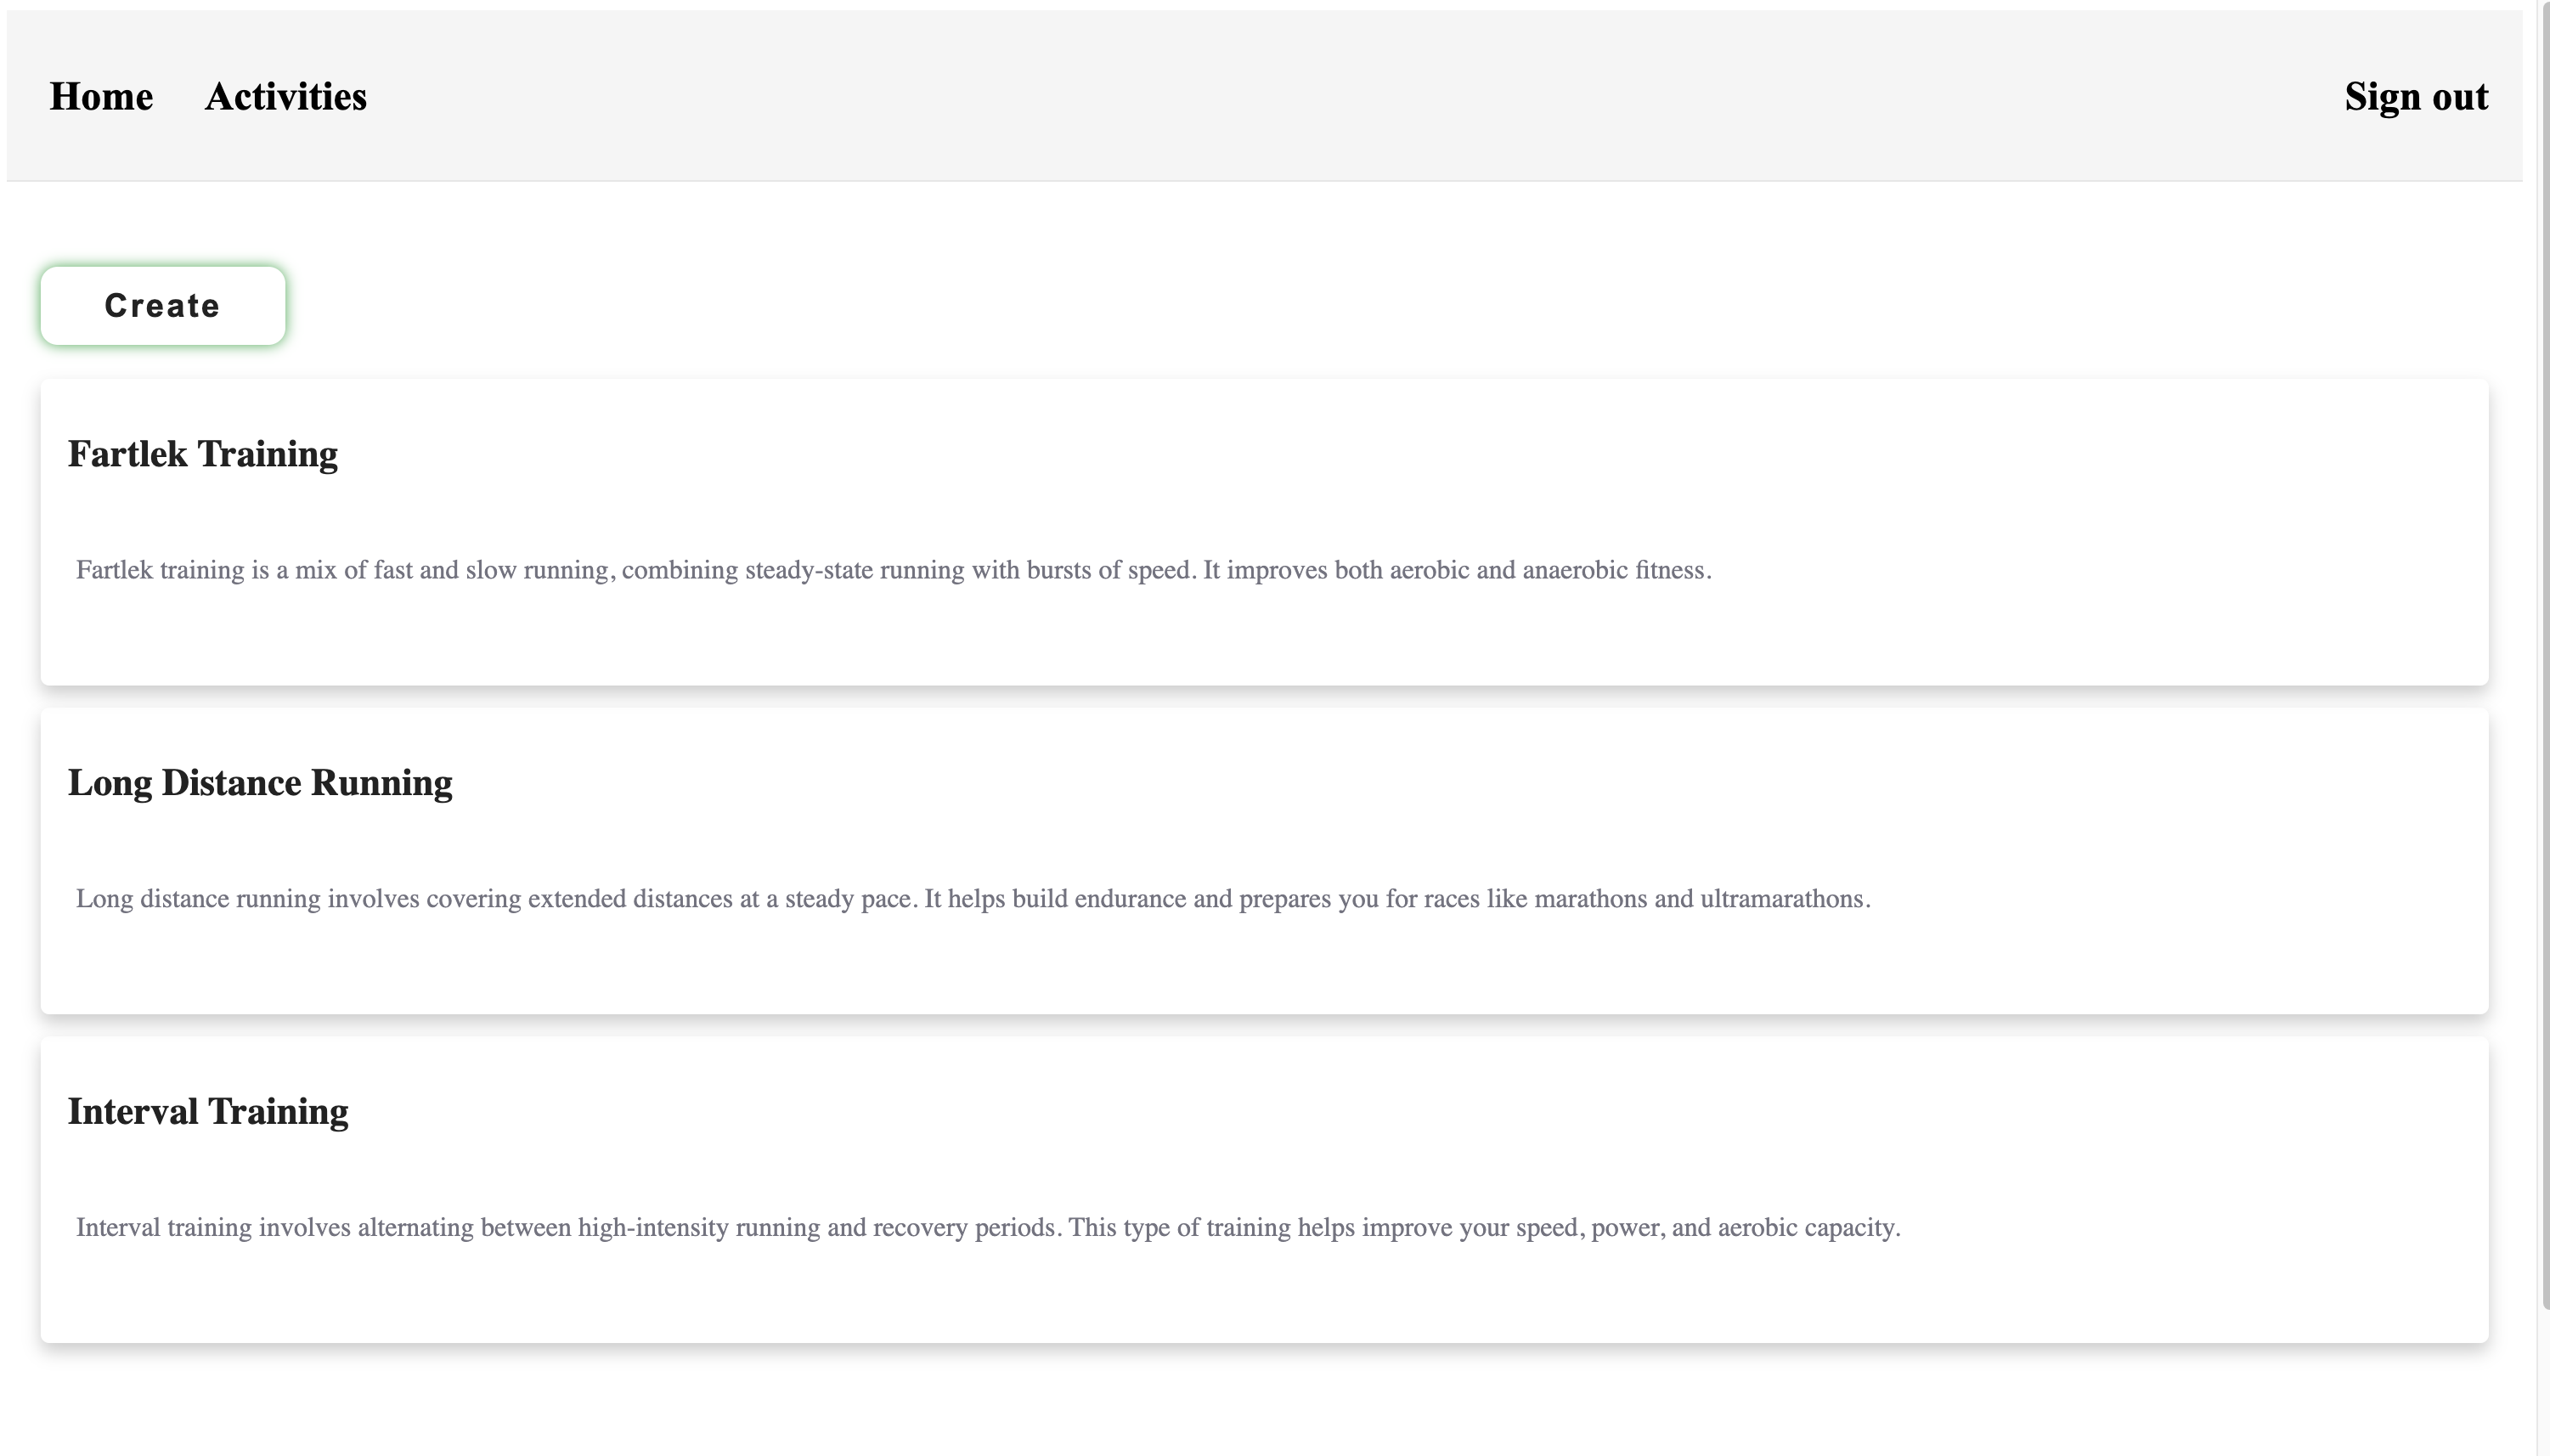 Home Activities Sign out
Create
Fartlek Training
Fartlek training is a mix of fast and slow running, combining steady-state running with bursts of speed. It improves both aerobic and anaerobic fitness.
Long Distance Running
Long distance running involves covering extended distances at a steady pace. It helps build endurance and prepares you for races like marathons and ultramarathons.
Interval Training
Interval training involves alternating between high-intensity running and recovery periods. This type of training helps improve your speed, power, and aerobic capacity.